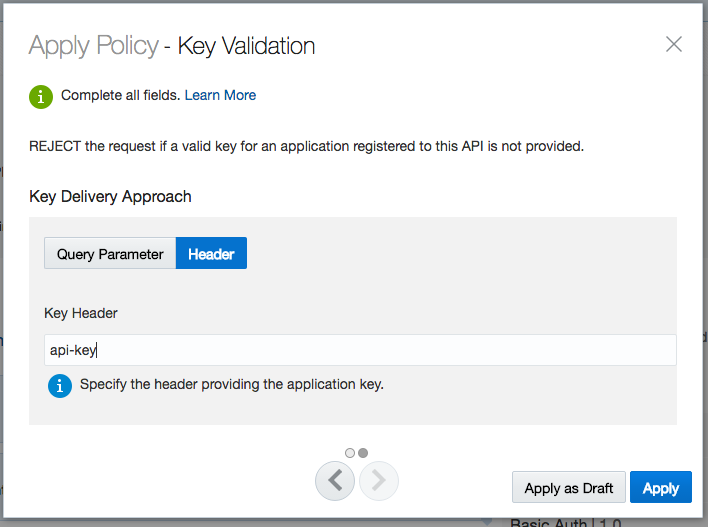 Apply Policy - Key Validation
Complete all fields. Learn More
REJECT the request if a valid key for an application registered to this API is not provided.
Key Delivery Approach
Query Parameter Header
Key Header
api-key
Specify the header providing the application key.
Apply as Draft Apply
Basic Auth | 1.0